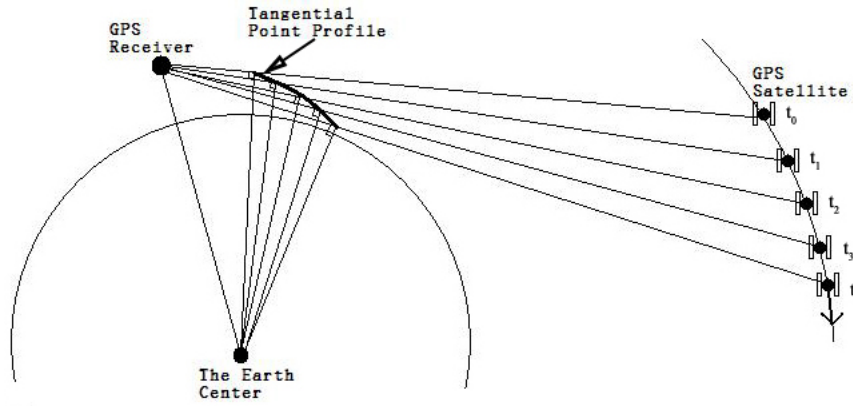 Tangential
Point Profile
GPS
Receiver
GPS
Satellite
t0
t1
t2
t3
t
The Earth
Center